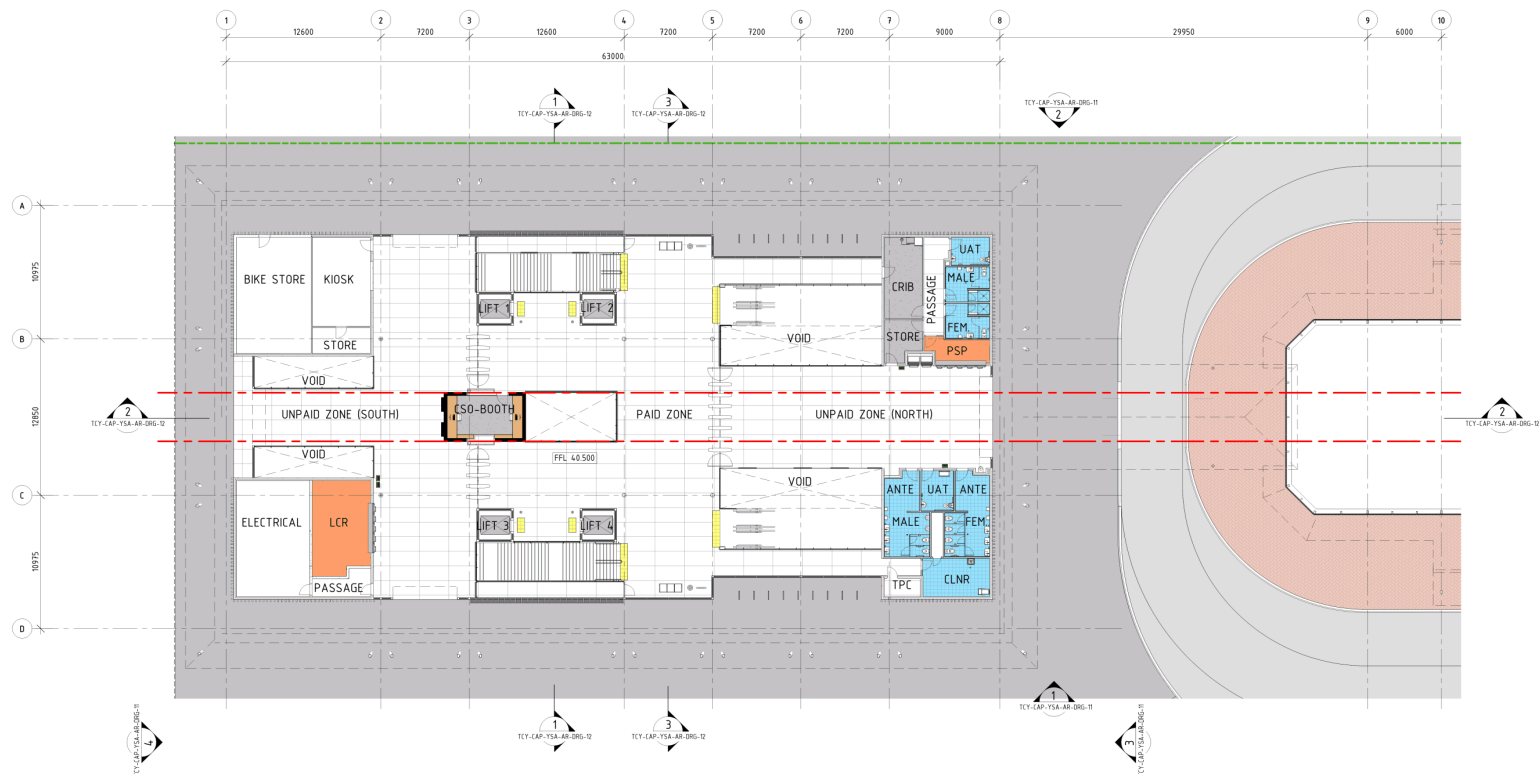 1 2 3 4 5 6 7 8 9 10
12600 7200 12600 7200 7200 7200 9000 29950 6000
63000
1
TCY-CAP-YSA-AR-DRG-12
3
TCY-CAP-YSA-AR-DRG-12
TCY-CAP-YSA-AR-DRG-11
2
A
10975
B
12850
C
10975
D
BIKE STORE
KIOSK
STORE
VOID
LIFT 1
LIFT 2
VOID
CRIB
PASSAGE
STORE
UAT
MALE
FEM
PSP
2
TCY-CAP-YSA-AR-DRG-12
UNPAID ZONE (SOUTH)
CSO-BOOTH
PAID ZONE
UNPAID ZONE (NORTH)
2
TCY-CAP-YSA-AR-DRG-12
VOID
FFL 40.500
VOID
ELECTRICAL
LCR
PASSAGE
LIFT 3
LIFT 4
ANTE
UAT
ANTE
MALE
FEM
CLNR
TPC
4
TCY-CAP-YSA-AR-DRG-11
1
TCY-CAP-YSA-AR-DRG-12
3
TCY-CAP-YSA-AR-DRG-12
1
TCY-CAP-YSA-AR-DRG-11
3
TCY-CAP-YSA-AR-DRG-11